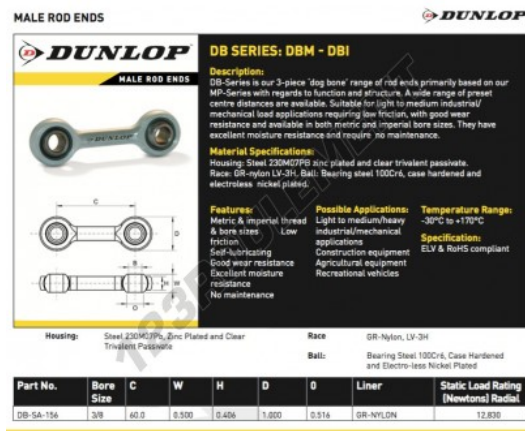 MALE ROD ENDS
DUNLOP
DUNLOP
MALE ROD ENDS
DB SERIES: DBM - DBI
Description:
DB-Series is our 3-piece 'dog bone' range of rod ends primarily based on our
MP-Series with regards to function and structure. A wide range of preset
centre distances are available. Suitable for light to medium industrial/
mechanical load applications requiring low friction, with good wear
resistance and available in both metric and imperial bore sizes. They have
excellent moisture resistance and require no maintenance.
Material Specifications:
Housing: Steel 230M07PB zinc plated and clear trivalent passivate.
Race: GR-nylon LV-3H. Ball: Bearing steel 100Cr6, case hardened and
electroless nickel plated.
DUNLOP
Features:
Metric & imperial thread
& bore sizes Low
friction
Self-lubricating
Good wear resistance
Excellent moisture
resistance
No maintenance
Possible Applications:
Light to medium/heavy
industrial/mechanical
applications
Construction equipment
Agricultural equipment
Recreational vehicles
Temperature Range:
-30°C to +170°C
Specification:
ELV & RoHS compliant
C
D
B
H
W
O
Housing: Steel 230M07Pb, Zinc Plated and Clear
Trivalent Passivate
Race GR-Nylon, LV-3H
Ball: Bearing Steel 100Cr6, Case Hardened
and Electro-less Nickel Plated
Part No. Bore Size C W H D 0 Liner Static Load Rating (Newtons) Radial
DB-SA-156 3/8 60.0 0.500 0.406 1.000 0.516 GR-NYLON 12,830
123ROULEMENT